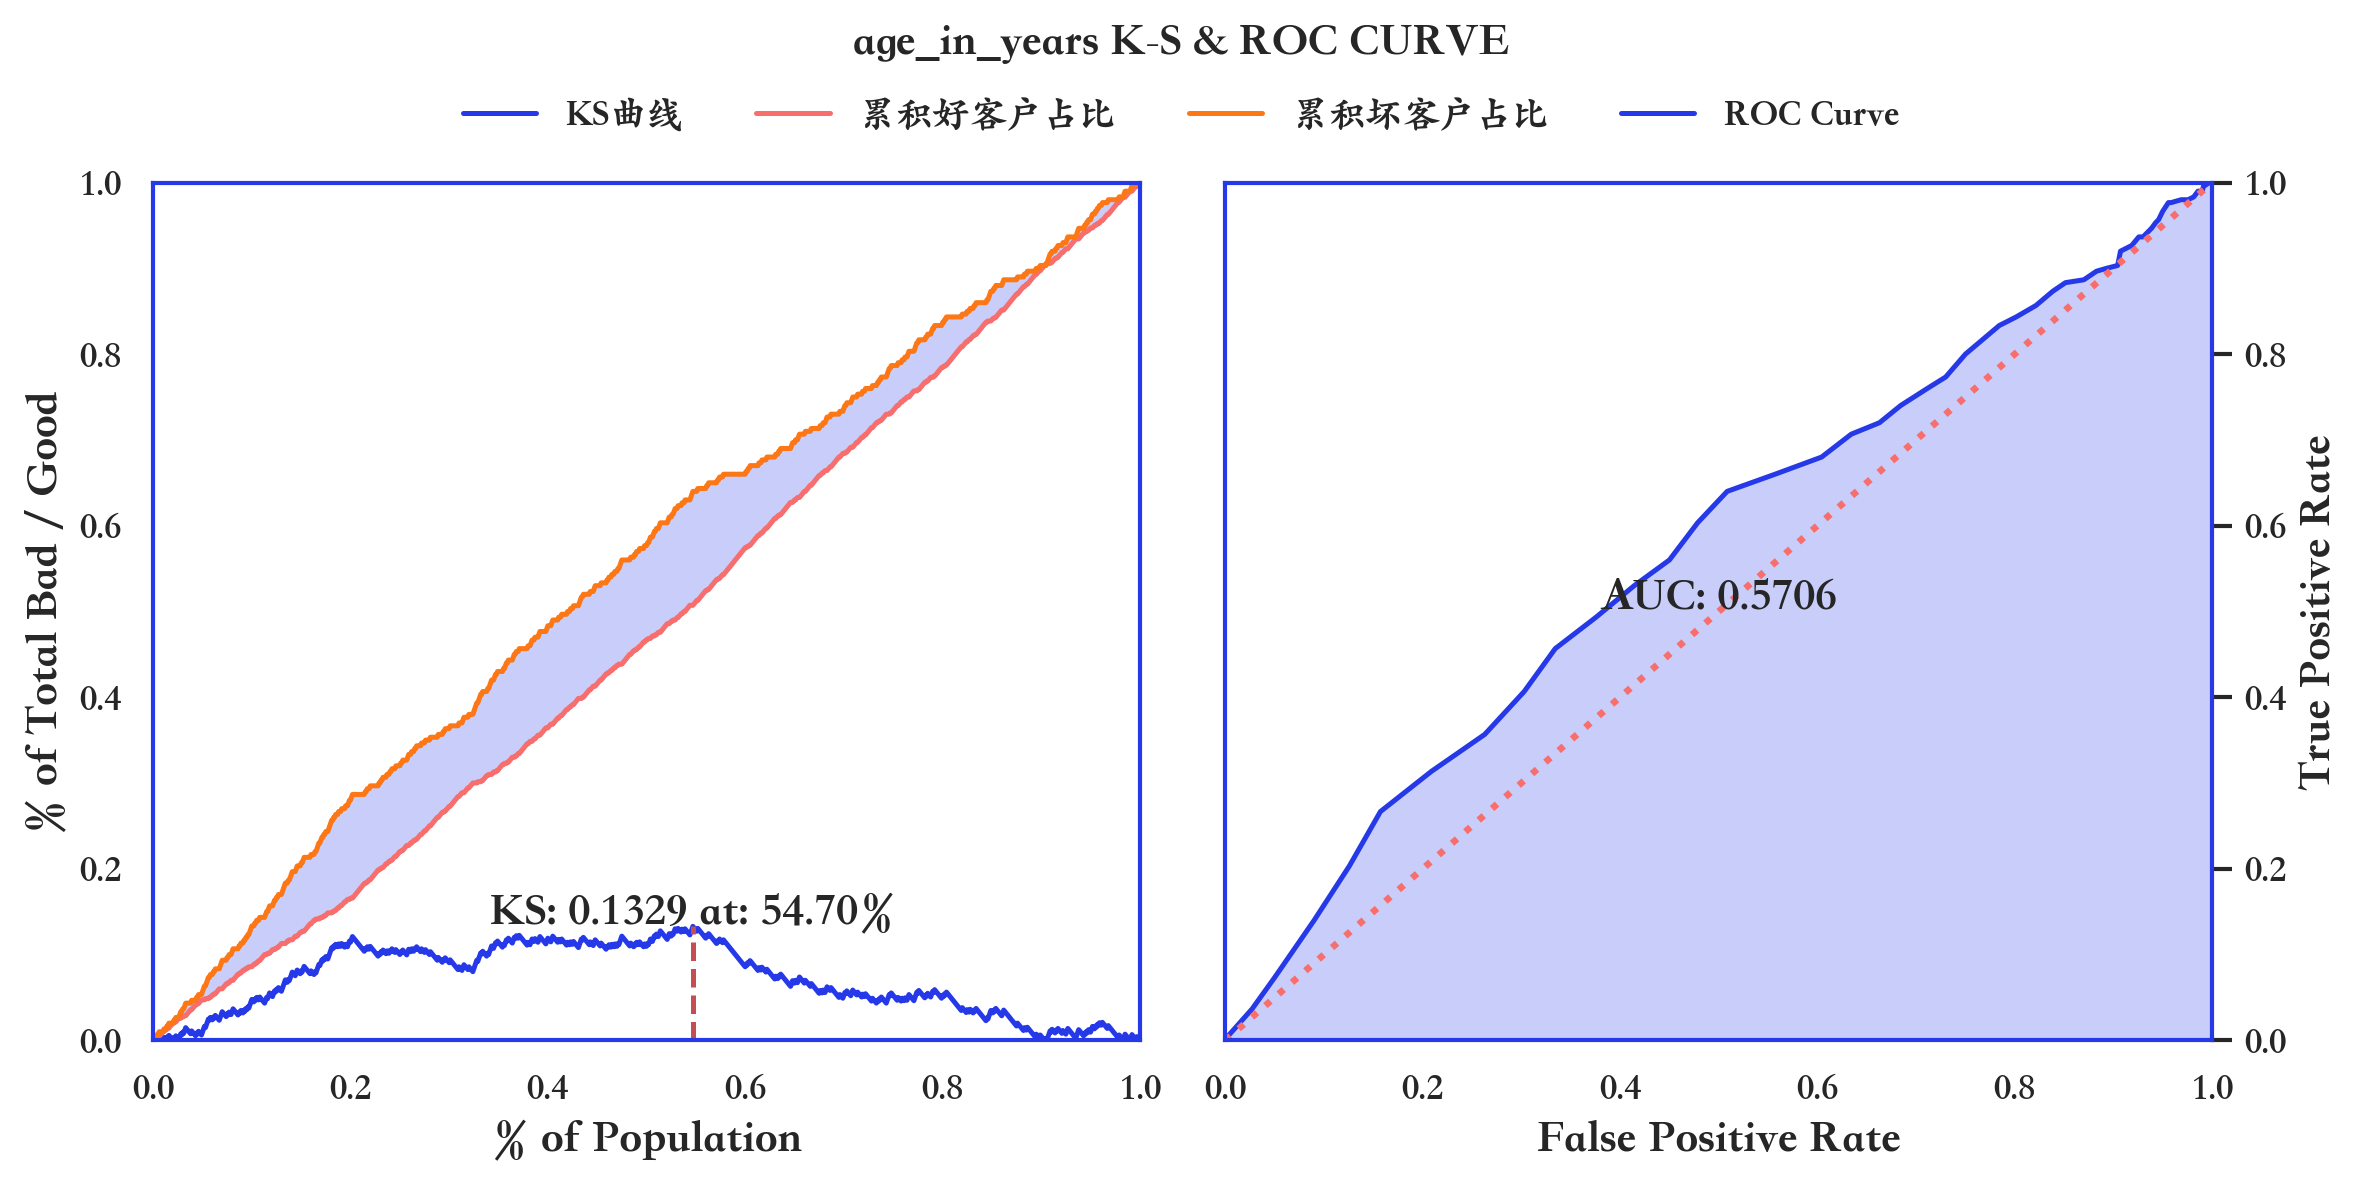 age_in_years K-S & ROC CURVE
KS曲线 累积好客户占比 累积坏客户占比 ROC Curve
% of Total Bad / Good
1.0
0.8
0.6
0.4
0.2
0.0
KS: 0.1329 at: 54.70%
0.0 0.2 0.4 0.6 0.8 1.0
% of Population
AUC: 0.5706
0.0 0.2 0.4 0.6 0.8 1.0
False Positive Rate
1.0
0.8
0.6
0.4
0.2
0.0
True Positive Rate